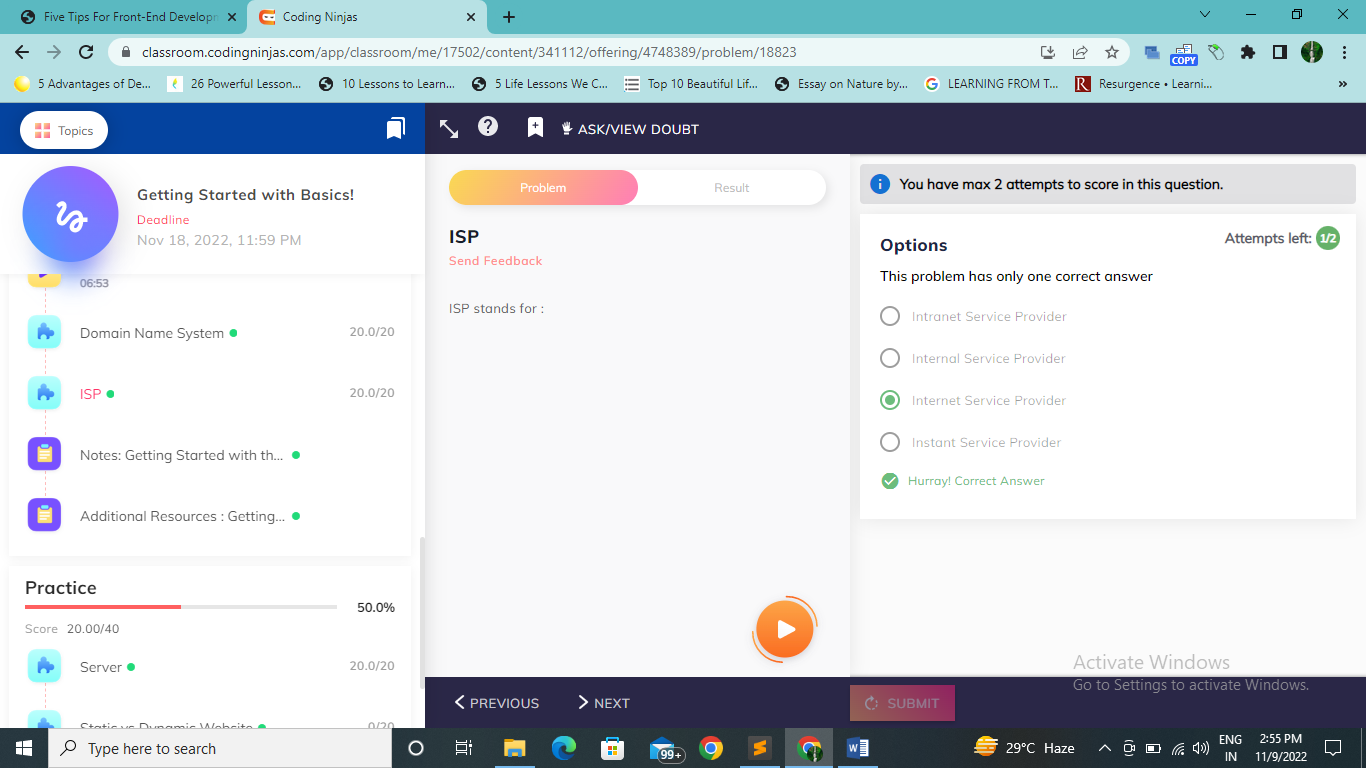 Five Tips For Front-End Developm
Coding Ninjas
classroom.codingninjas.com/app/classroom/me/17502/content/341112/offering/4748389/problem/18823
COPY
5 Advantages of De...
26 Powerful Lesson...
10 Lessons to Learn...
5 Life Lessons We C...
Top 10 Beautiful Lif...
Essay on Nature by...
LEARNING FROM T...
Resurgence • Learni...
Topics
ASK/VIEW DOUBT
Getting Started with Basics!
Deadline
Nov 18, 2022, 11:59 PM
06:53
Domain Name System
20.0/20
ISP
20.0/20
Notes: Getting Started with th...
Additional Resources : Getting...
Practice
50.0%
Score 20.00/40
Server
20.0/20
Static vs Dynamic Website
0/20
Problem
Result
ISP
Send Feedback
ISP stands for :
PREVIOUS
NEXT
You have max 2 attempts to score in this question.
Options
Attempts left: 1/2
This problem has only one correct answer
Intranet Service Provider
Internal Service Provider
Internet Service Provider
Instant Service Provider
Hurray! Correct Answer
Activate Windows
Go to Settings to activate Windows.
SUBMIT
Type here to search
99+
29°C Haze
ENG
IN
2:55 PM
11/9/2022